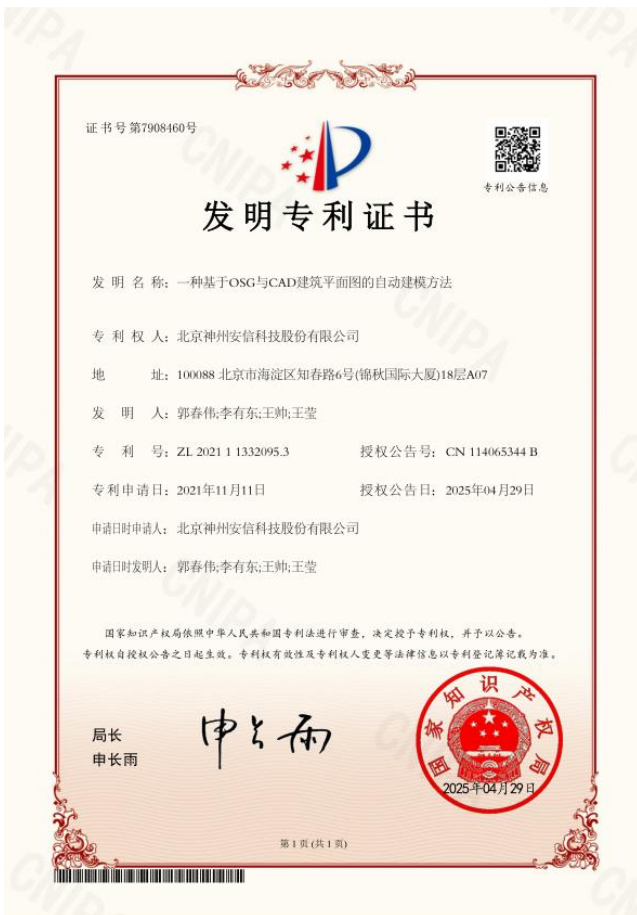 证书号第7908460号
专利公告信息
发明专利证书
发 明 名 称：一种基于OSG与CAD建筑平面图的自动建模方法
专 利 权 人：北京神州安信科技股份有限公司
地 址：100088 北京市海淀区知春路6号(锦秋国际大厦)18层A07
发 明 人：郭春伟;李有东;王帅;王莹
专 利 号：ZL 2021 1 1332095.3 授权公告号：CN 114065344 B
专利申请日：2021年11月11日 授权公告日：2025年04月29日
申请日时申请人：北京神州安信科技股份有限公司
申请日时发明人：郭春伟;李有东;王帅;王莹
国家知识产权局依照中华人民共和国专利法进行审查，决定授予专利权，并予以公告。
专利权自授权公告之日起生效。专利权有效性及专利权人变更等法律信息以专利登记簿记载为准。
局长
申长雨
申长雨
国家知识产权局
2025年04月29日
第 1 页 (共 1 页)
CNIPA